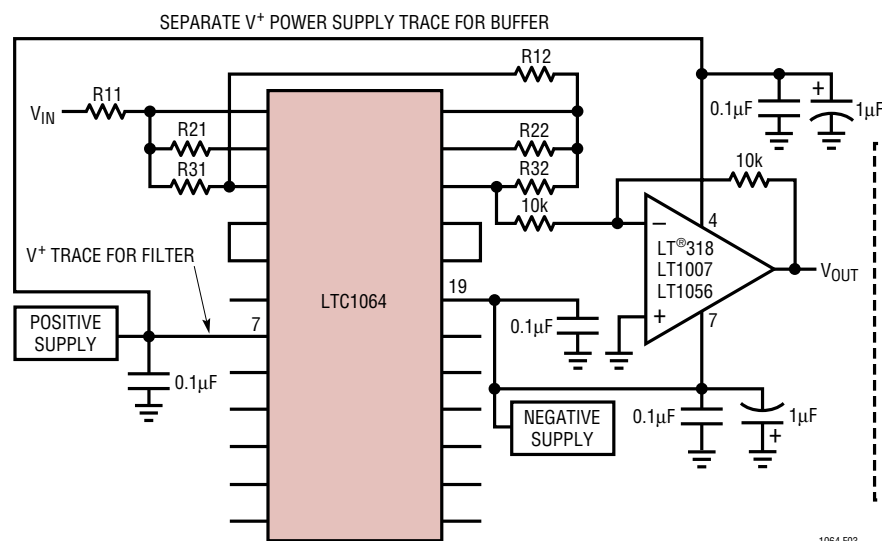 SEPARATE V+ POWER SUPPLY TRACE FOR BUFFER
R12
R11
VIN
R21
R22
R31
R32
10k
0.1µF
+
1µF
10k
–
4
LT®318
LT1007
LT1056
VOUT
+
7
V+ TRACE FOR FILTER
LTC1064
19
POSITIVE
SUPPLY
7
0.1µF
0.1µF
NEGATIVE
SUPPLY
0.1µF
1µF
+